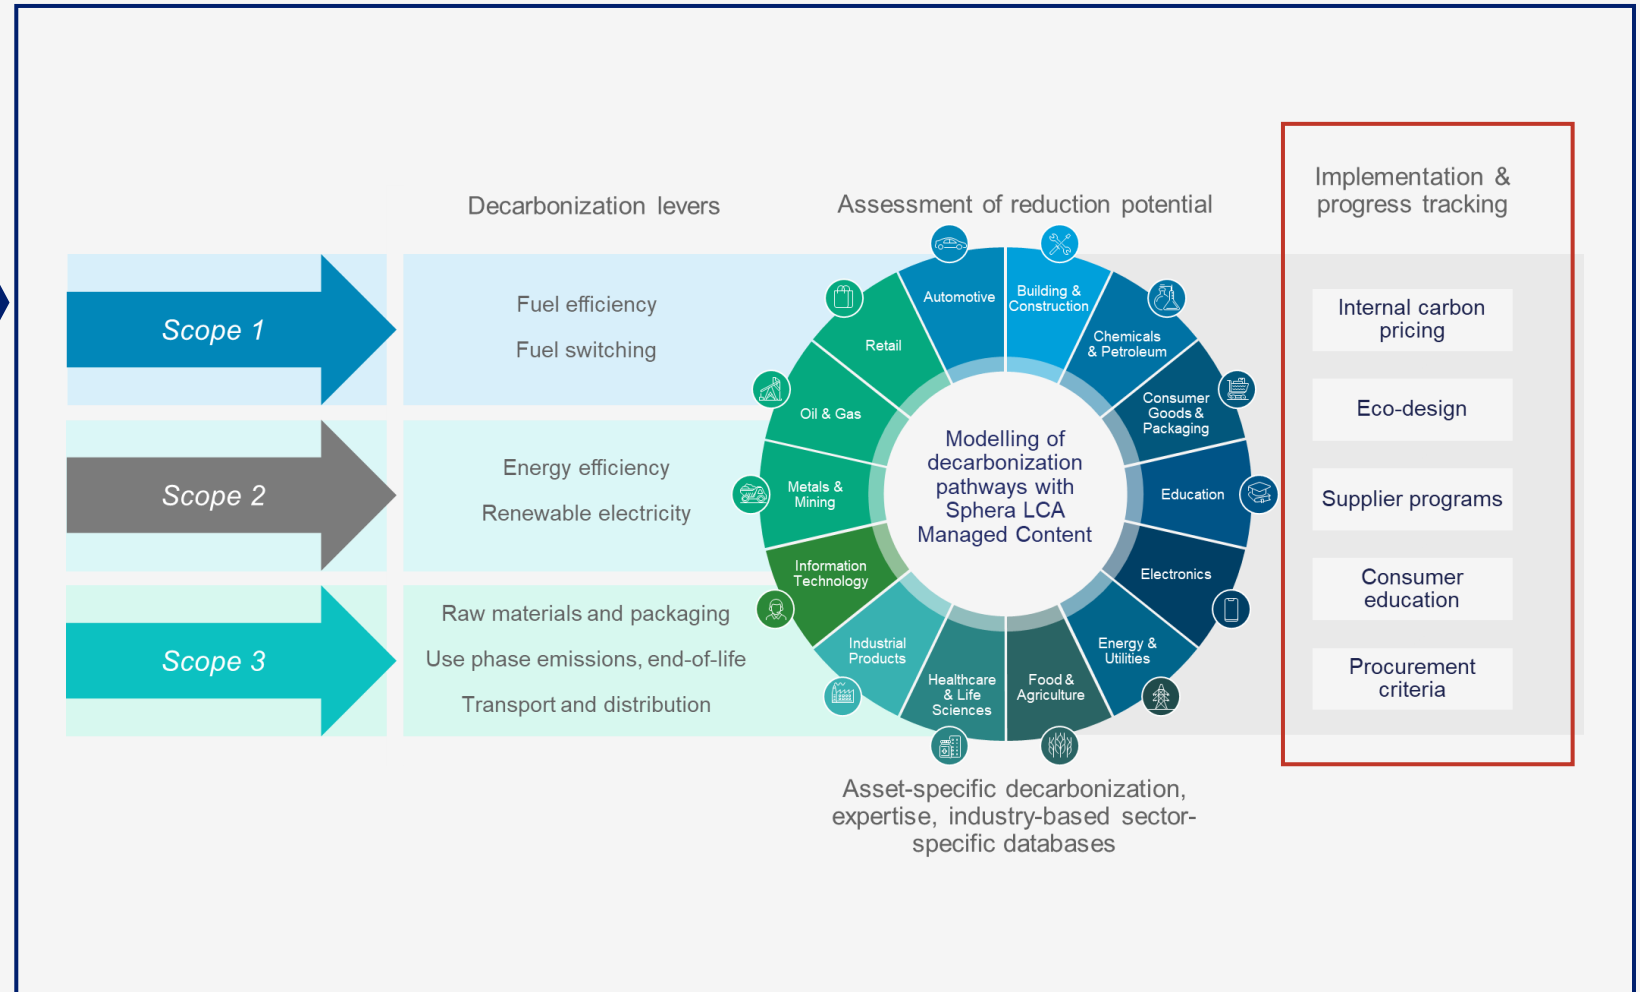 Decarbonization levers
Assessment of reduction potential
Implementation &
progress tracking
Scope 1
Fuel efficiency
Fuel switching
Scope 2
Energy efficiency
Renewable electricity
Scope 3
Raw materials and packaging
Use phase emissions, end-of-life
Transport and distribution
Automotive
Building &
Construction
Chemicals
& Petroleum
Consumer
Goods &
Packaging
Education
Electronics
Energy &
Utilities
Food &
Agriculture
Healthcare
& Life
Sciences
Industrial
Products
Information
Technology
Metals &
Mining
Oil & Gas
Retail
Modelling of
decarbonization
pathways with
Sphera LCA
Managed Content
Asset-specific decarbonization,
expertise, industry-based sector-
specific databases
Internal carbon
pricing
Eco-design
Supplier programs
Consumer
education
Procurement
criteria